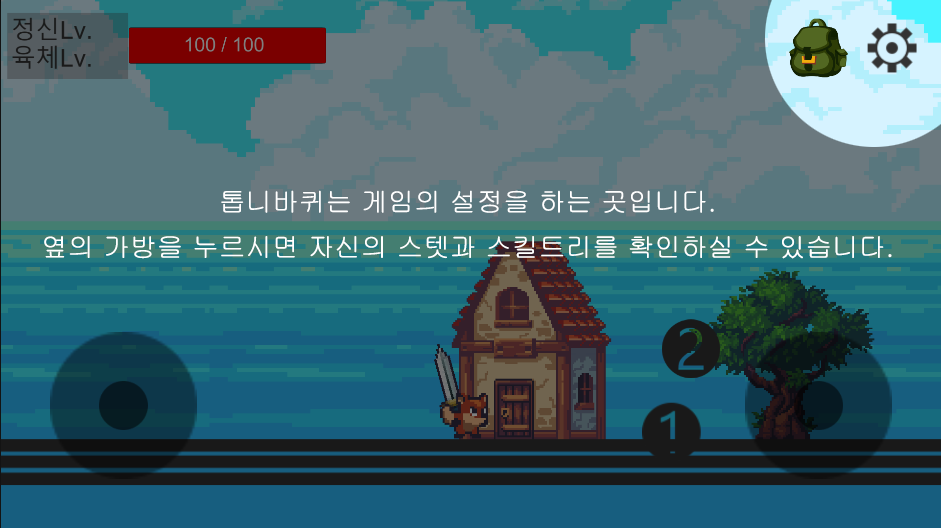 정신Lv.
육체Lv.
100 / 100
톱니바퀴는 게임의 설정을 하는 곳입니다.
옆의 가방을 누르시면 자신의 스텟과 스킬트리를 확인하실 수 있습니다.
2
1